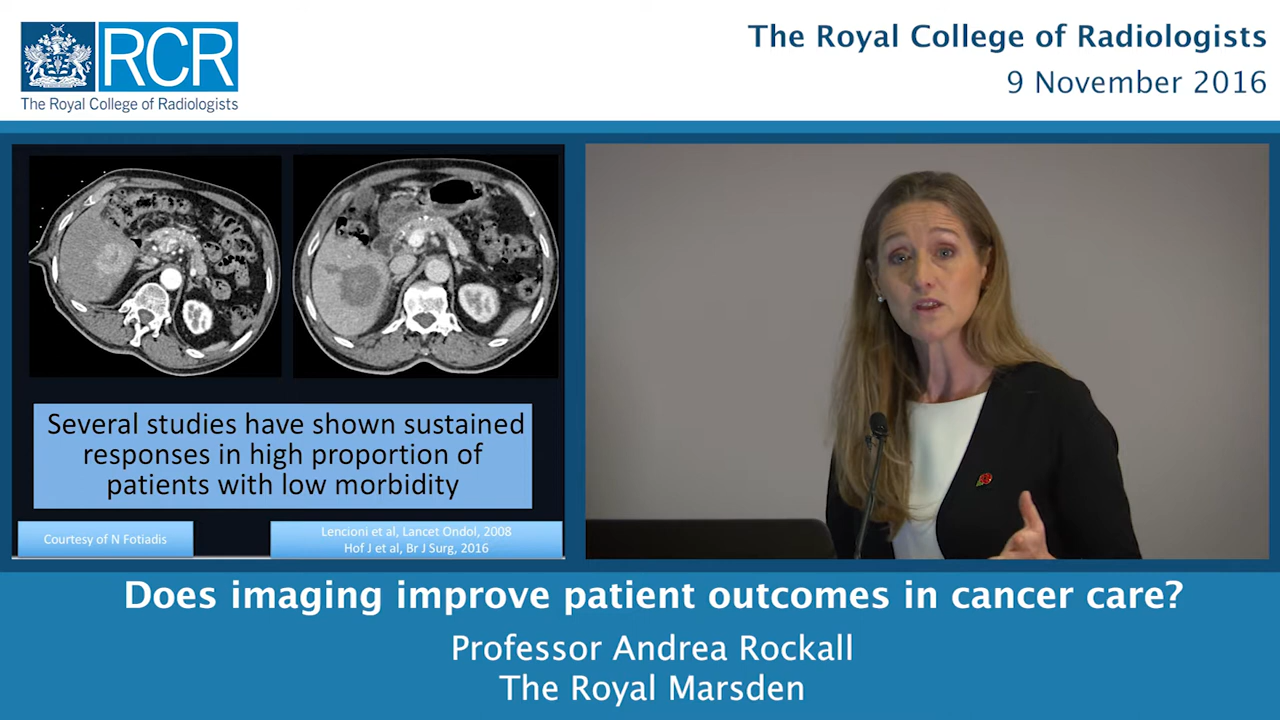 RCR
The Royal College of Radiologists
The Royal College of Radiologists
9 November 2016
Several studies have shown sustained
responses in high proportion of
patients with low morbidity
Courtesy of N Fotiadis
Lencioni et al, Lancet Ondol, 2008
Hof J et al, Br J Surg, 2016
Does imaging improve patient outcomes in cancer care?
Professor Andrea Rockall
The Royal Marsden